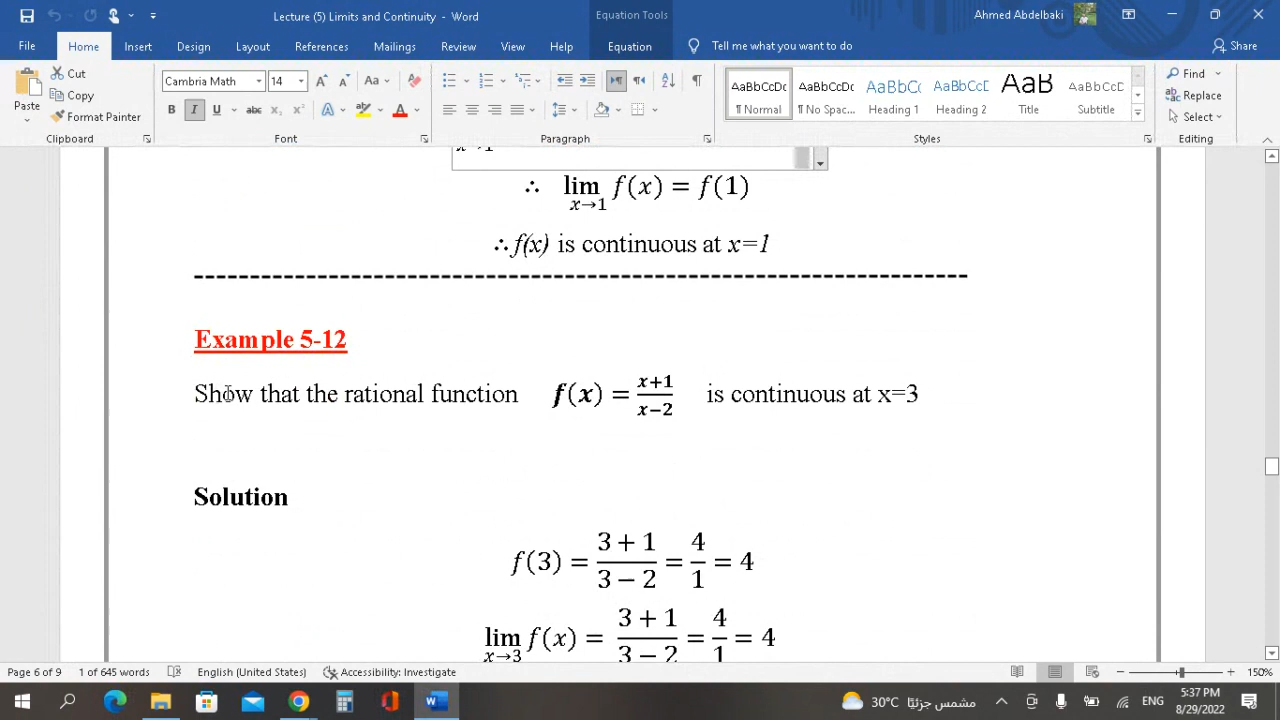 Lecture (5) Limits and Continuity - Word
Equation Tools
Ahmed Abdelbaki
File Home Insert Design Layout References Mailings Review View Help Equation Tell me what you want to do Share
Paste
Cut
Copy
Format Painter
Clipboard
Cambria Math 14
B I U abc x₂ x²
Font
Paragraph
AaBbCcDc
¶ Normal
AaBbCcDc
¶ No Spac...
AaBbCc
Heading 1
AaBbCcD
Heading 2
AaB
Title
AaBbCcD
Subtitle
Styles
Find
Replace
Select
Editing
x→1
∴ lim f(x) = f(1)
x→1
∴ f(x) is continuous at x=1
----------------------------------------------------------------------
Example 5-12
Show that the rational function f(x) = (x+1)/(x−2) is continuous at x=3
Solution
f(3) = (3 + 1)/(3 − 2) = 4/1 = 4
lim f(x) = (3 + 1)/(3 − 2) = 4/1 = 4
x→3
Page 6 of 9 1 of 645 words English (United States) Accessibility: Investigate 150%
30°C مشمس جزئيًا
ENG
5:37 PM
8/29/2022